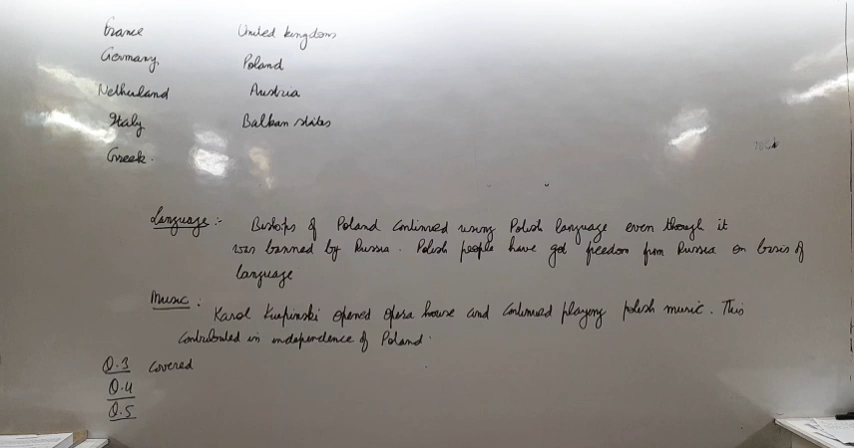 France United kingdom
Germany Poland
Netherland Austria
Italy Balkan states
Greek.
Language :- Bishops of Poland continued using Polish language even though it
was banned by Russia. Polish people have got freedom from Russia on basis of
language
Music : Karol Kurpinski opened opera house and continued playing polish music. This
contributed in independence of Poland.
Q.3 covered
Q.4
Q.5